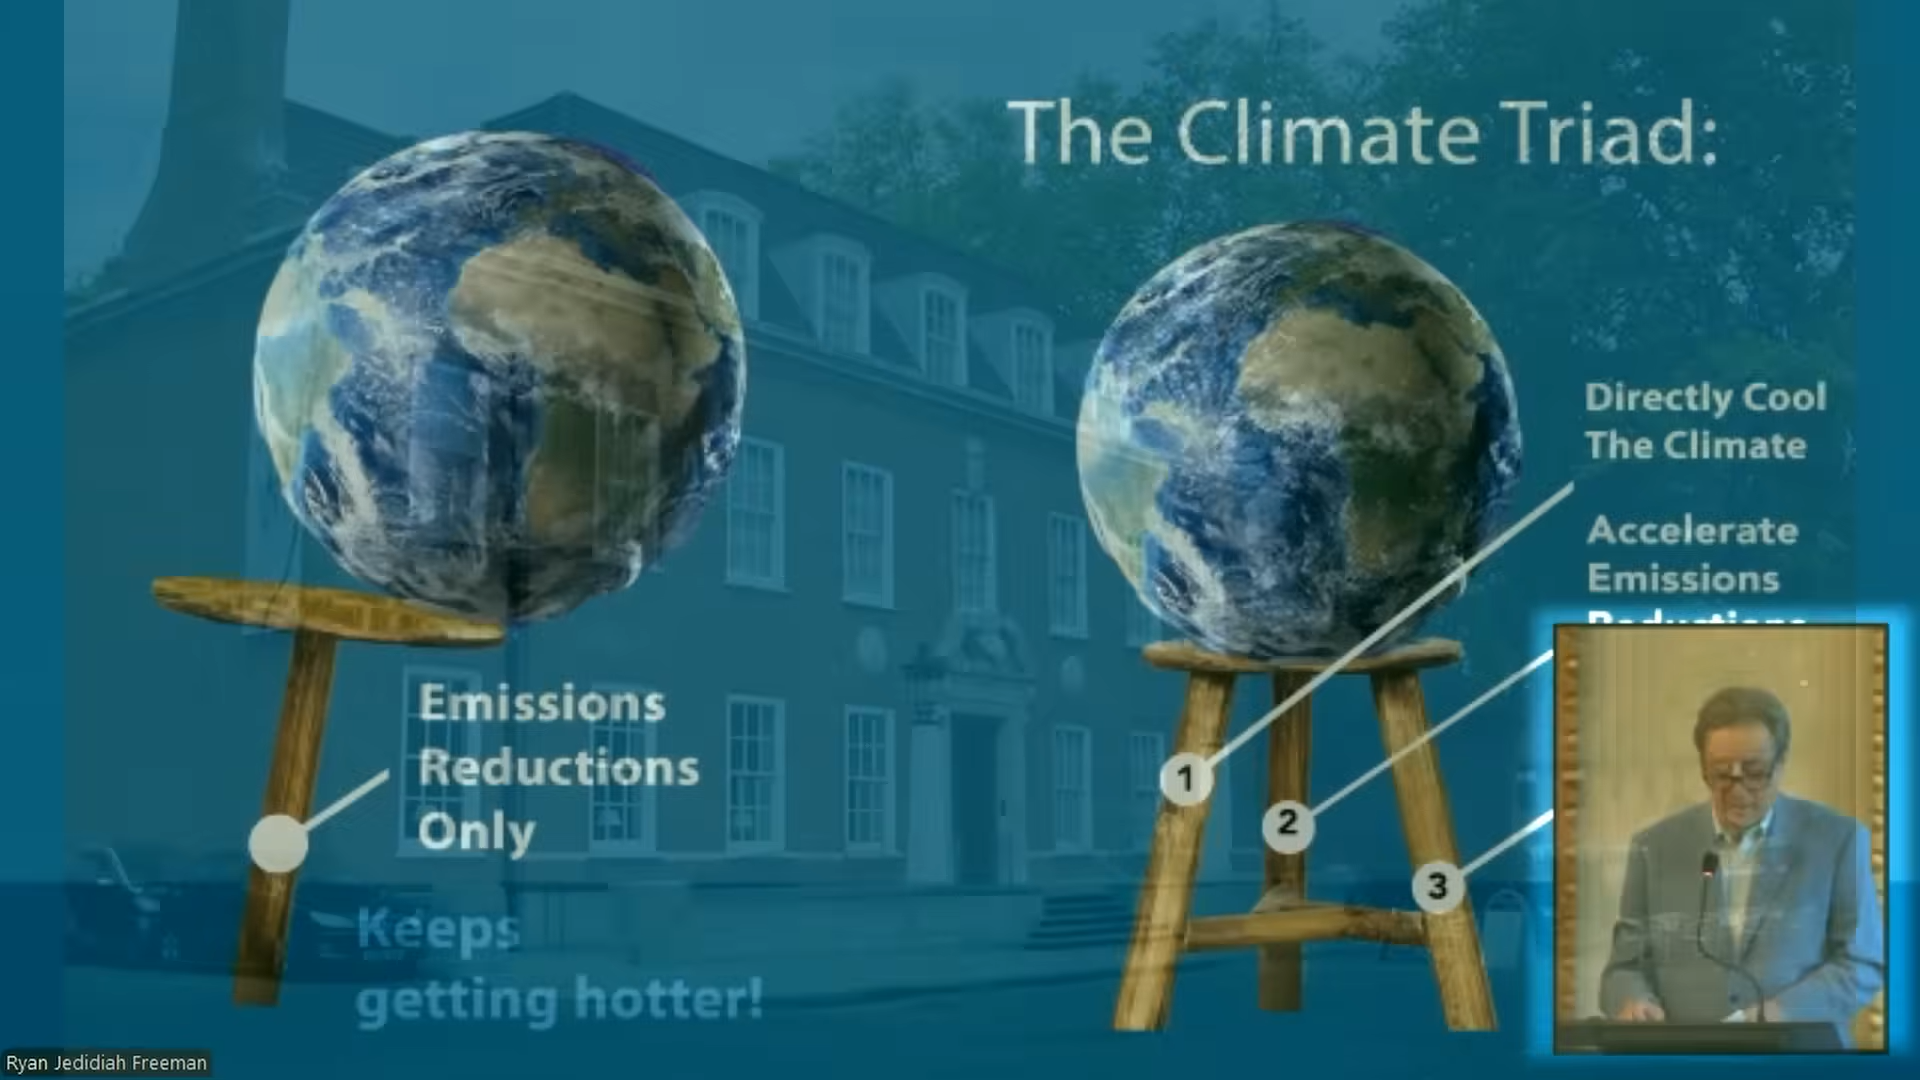 The Climate Triad:
Directly Cool
The Climate
Accelerate
Emissions
Reductions
Emissions
Reductions
Only
Keeps
getting hotter!
1
2
3
Ryan Jedidiah Freeman